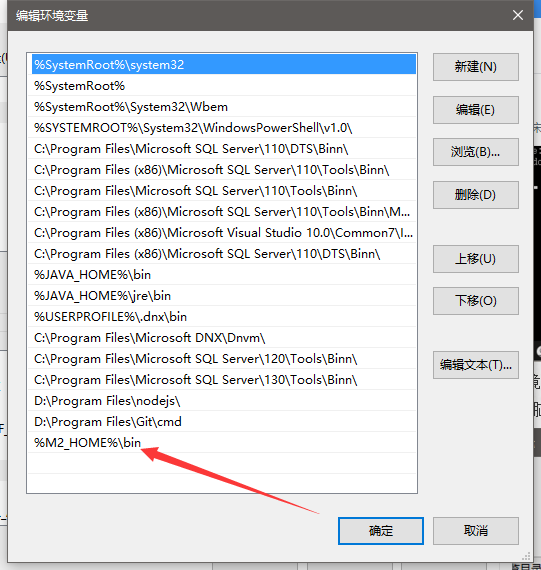 编辑环境变量
%SystemRoot%\system32
%SystemRoot%
%SystemRoot%\System32\Wbem
%SYSTEMROOT%\System32\WindowsPowerShell\v1.0\
C:\Program Files\Microsoft SQL Server\110\DTS\Binn\
C:\Program Files (x86)\Microsoft SQL Server\110\Tools\Binn\
C:\Program Files\Microsoft SQL Server\110\Tools\Binn\
C:\Program Files (x86)\Microsoft SQL Server\110\Tools\Binn\M...
C:\Program Files (x86)\Microsoft Visual Studio 10.0\Common7\I...
C:\Program Files (x86)\Microsoft SQL Server\110\DTS\Binn\
%JAVA_HOME%\bin
%JAVA_HOME%\jre\bin
%USERPROFILE%\.dnx\bin
C:\Program Files\Microsoft DNX\Dnvm\
C:\Program Files\Microsoft SQL Server\120\Tools\Binn\
C:\Program Files\Microsoft SQL Server\130\Tools\Binn\
D:\Program Files\nodejs\
D:\Program Files\Git\cmd
%M2_HOME%\bin
新建(N)
编辑(E)
浏览(B)...
删除(D)
上移(U)
下移(O)
编辑文本(T)...
确定
取消